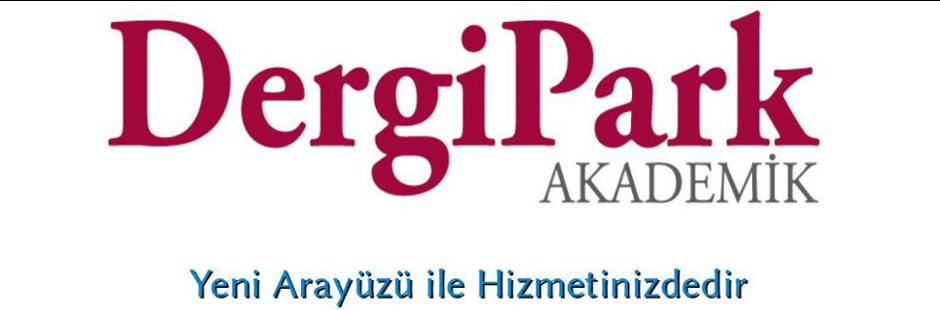 DergiPark
AKADEMİK
Yeni Arayüzü ile Hizmetinizdedir